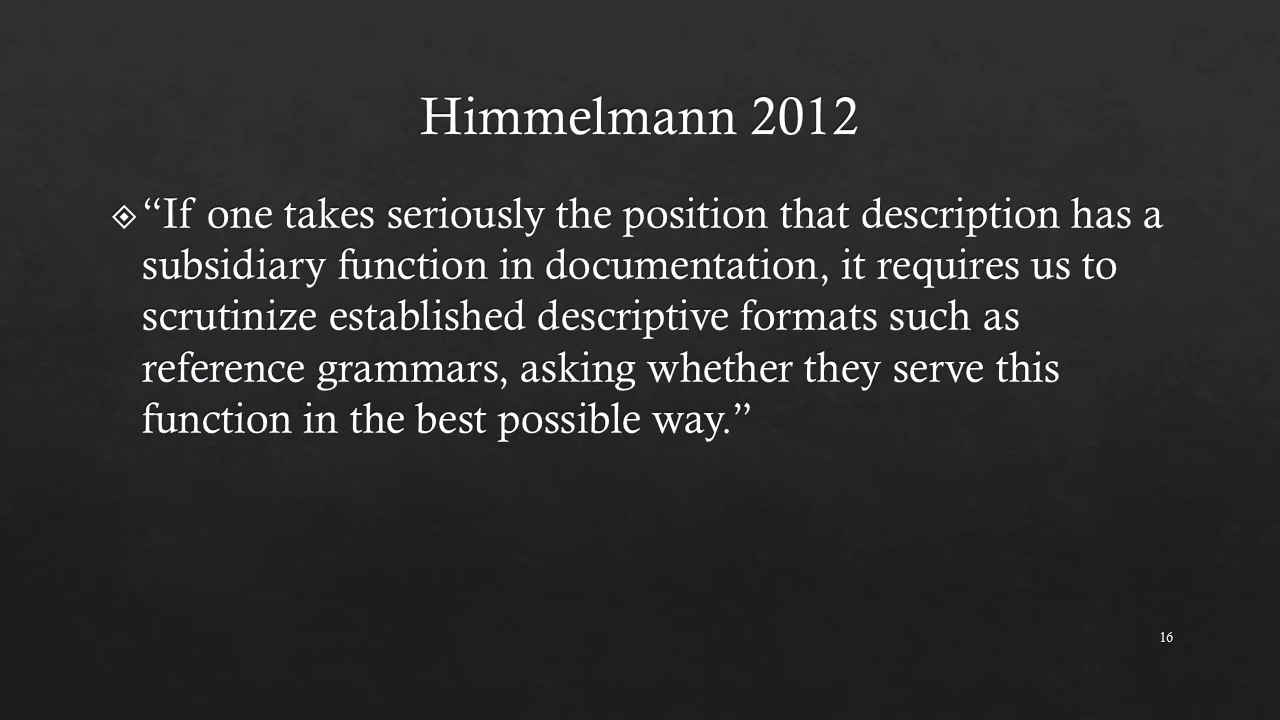 Himmelmann 2012
“If one takes seriously the position that description has a
subsidiary function in documentation, it requires us to
scrutinize established descriptive formats such as
reference grammars, asking whether they serve this
function in the best possible way.”
16